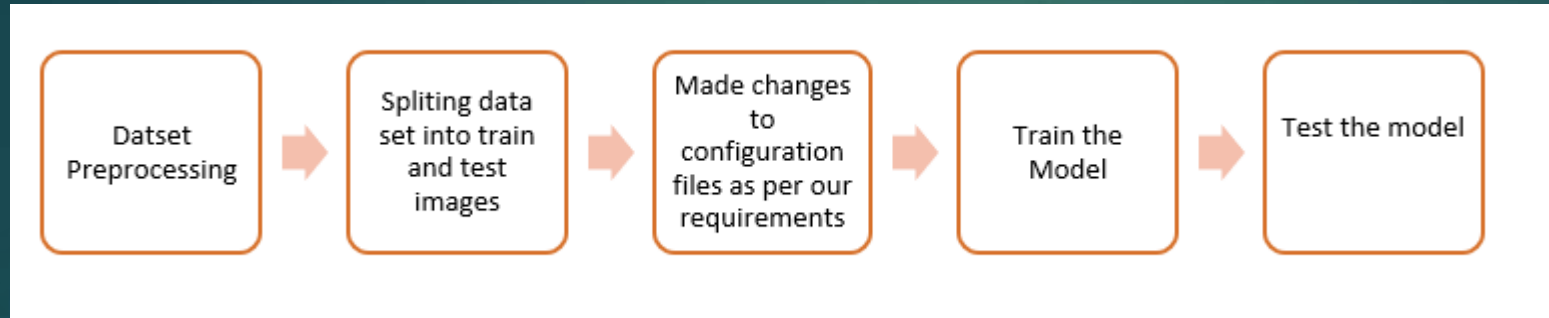 Datset
Preprocessing
Spliting data
set into train
and test
images
Made changes
to
configuration
files as per our
requirements
Train the
Model
Test the model